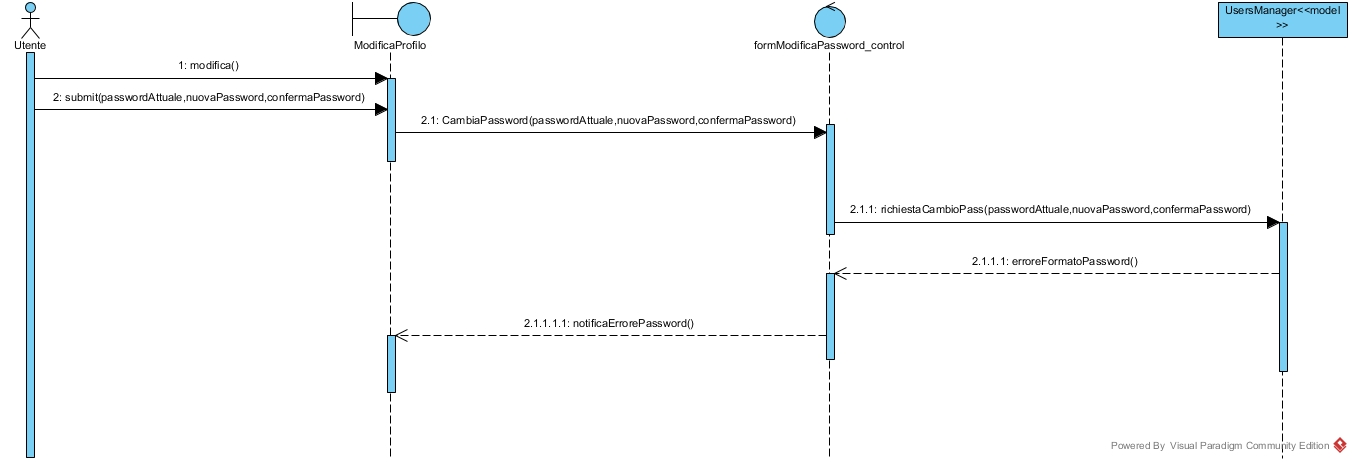 Utente
ModificaProfilo
formModificaPassword_control
UsersManager<<model
>>
1: modifica()
2: submit(passwordAttuale,nuovaPassword,confermaPassword)
2.1: CambiaPassword(passwordAttuale,nuovaPassword,confermaPassword)
2.1.1: richiestaCambioPass(passwordAttuale,nuovaPassword,confermaPassword)
2.1.1.1: erroreFormatoPassword()
2.1.1.1.1: notificaErrorePassword()
Powered By Visual Paradigm Community Edition